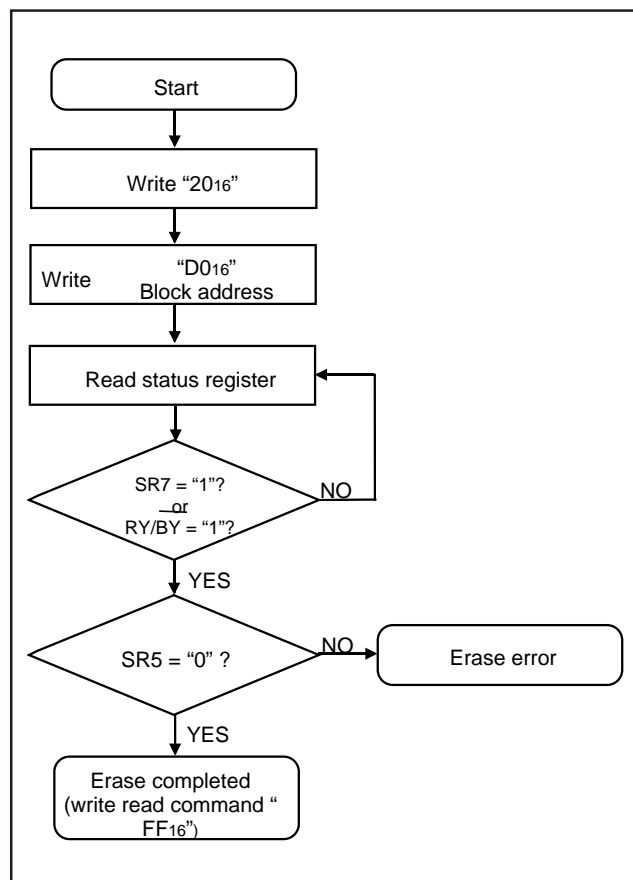 Start
Write “2016”
“D016”
Write Block address
Read status register
SR7 = “1”?
or
NO
RY/BY = “1”?
YES
SR5 = “0” ?
NO
Erase error
YES
Erase completed
(write read command “
FF16”)